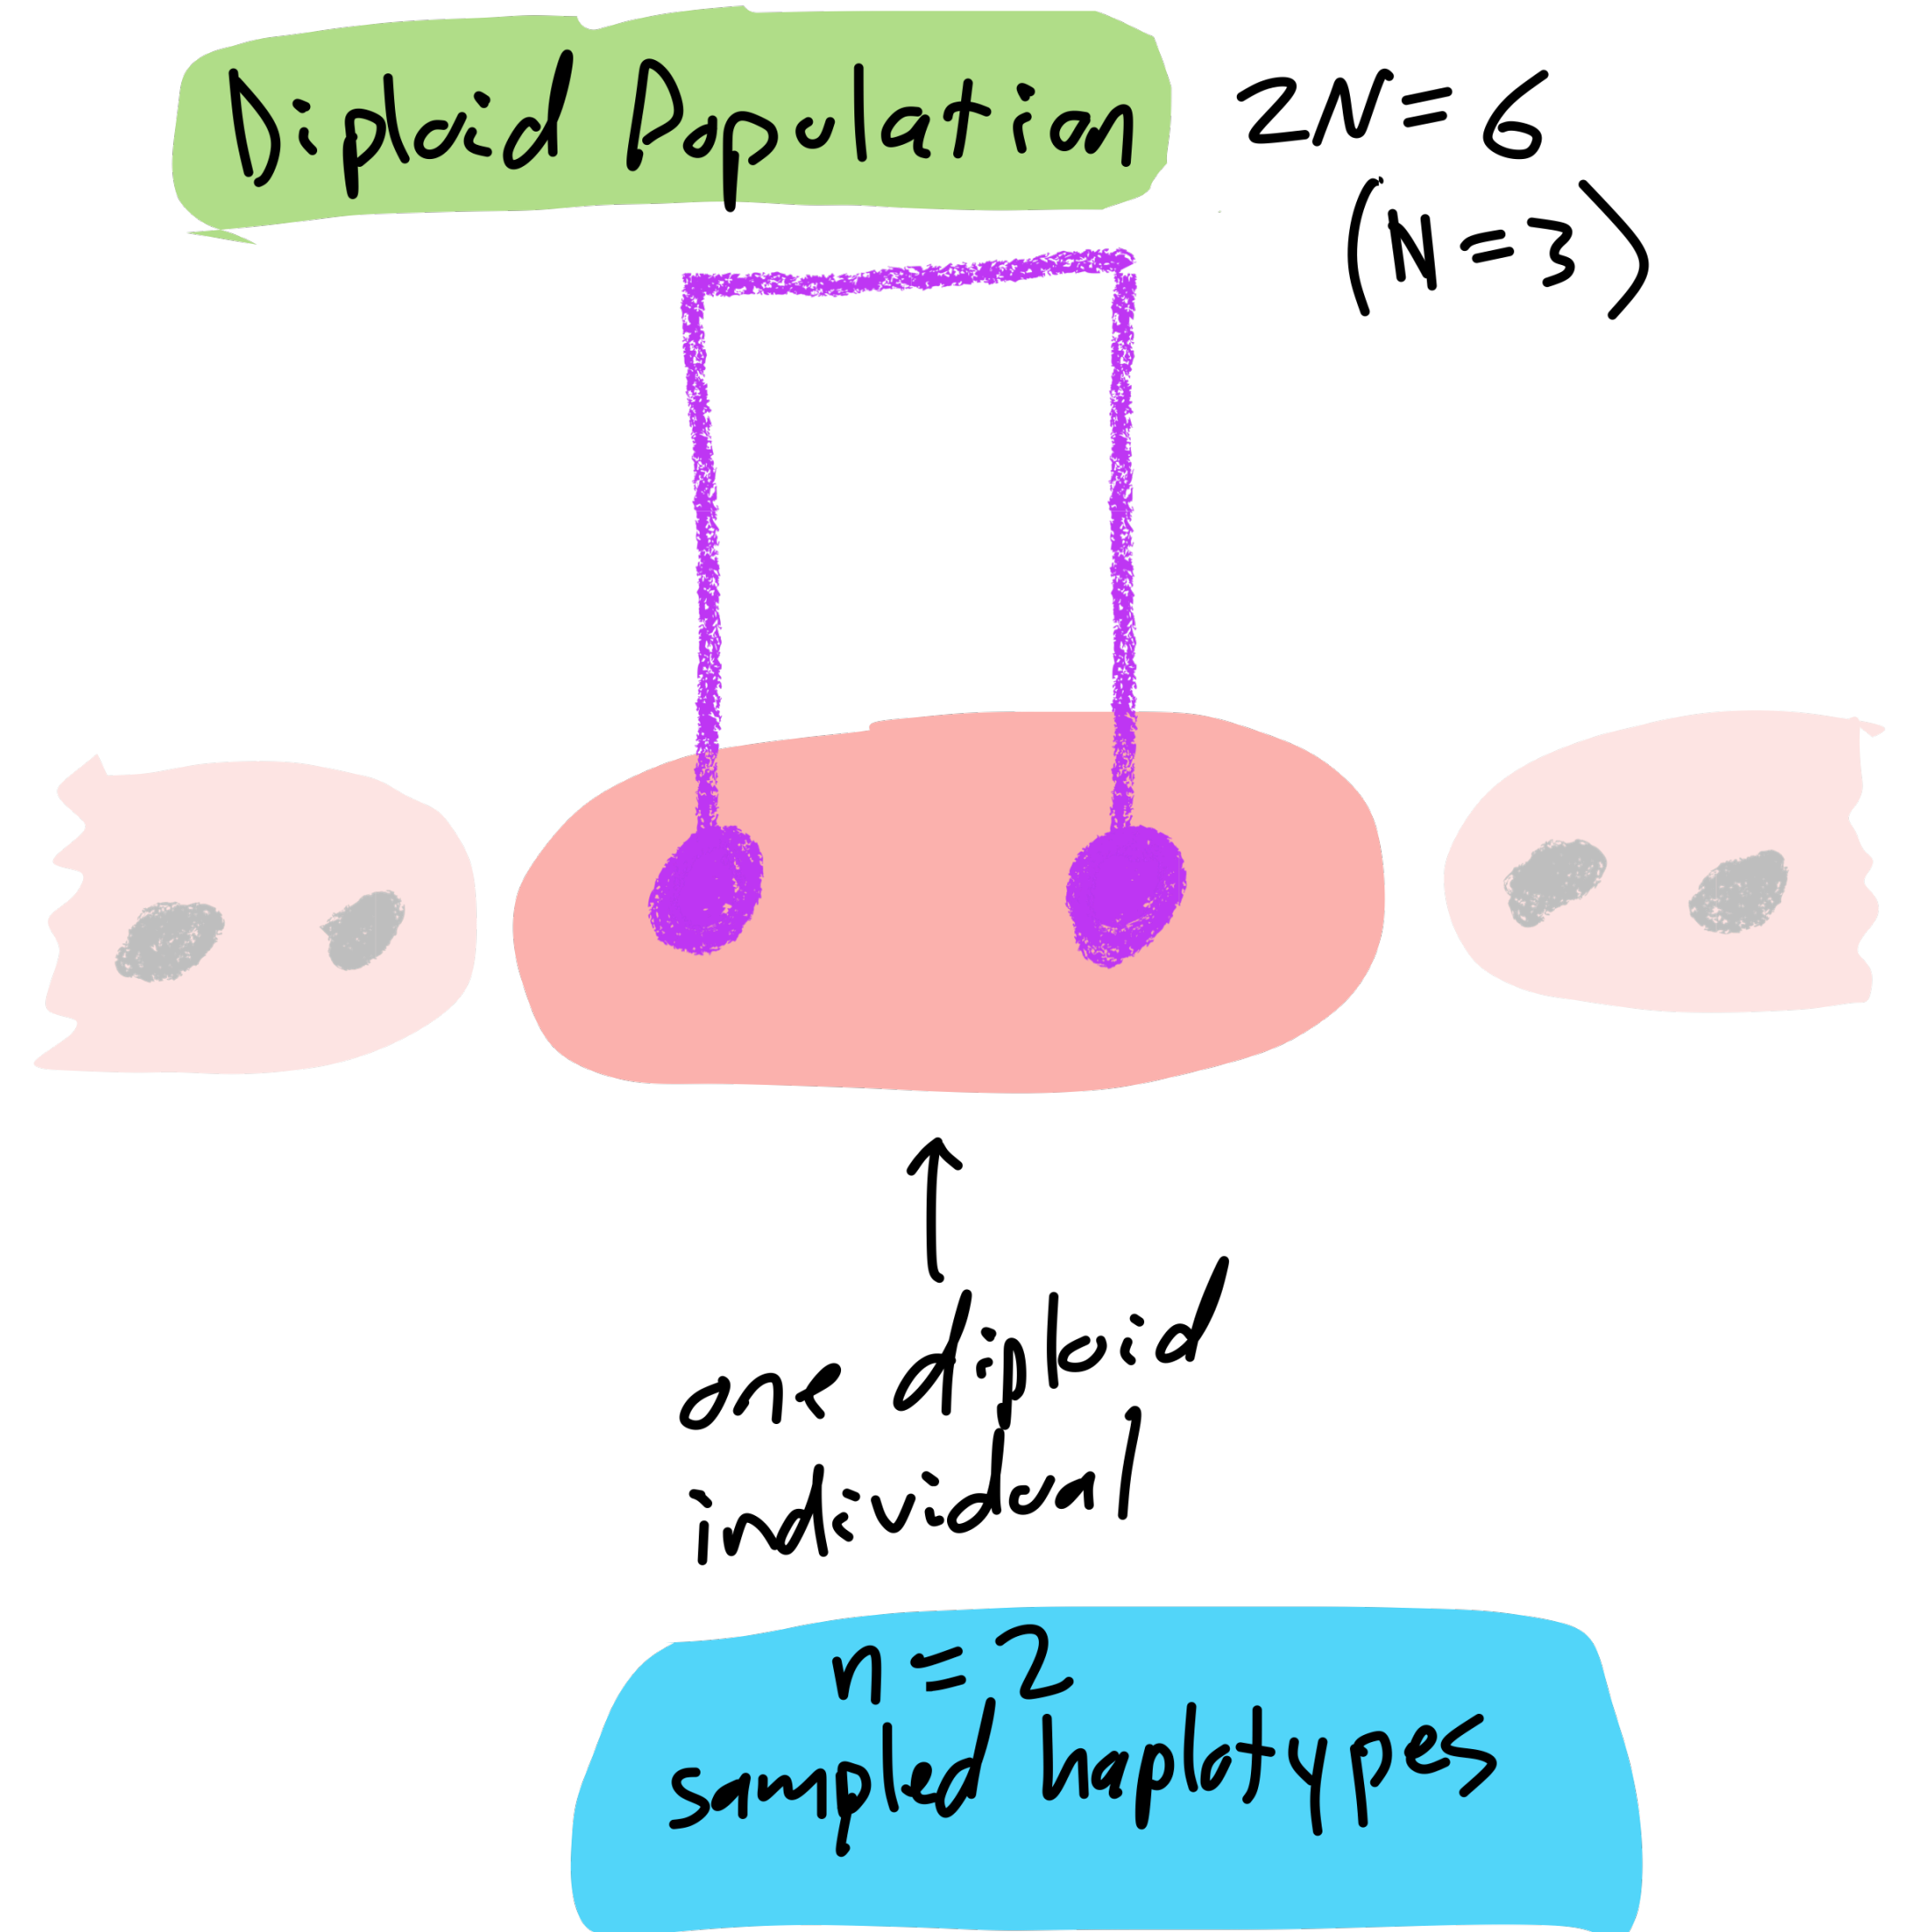 Diploid Population 2N=6
(N=3)
one diploid
individual
n=2
sampled haplotypes